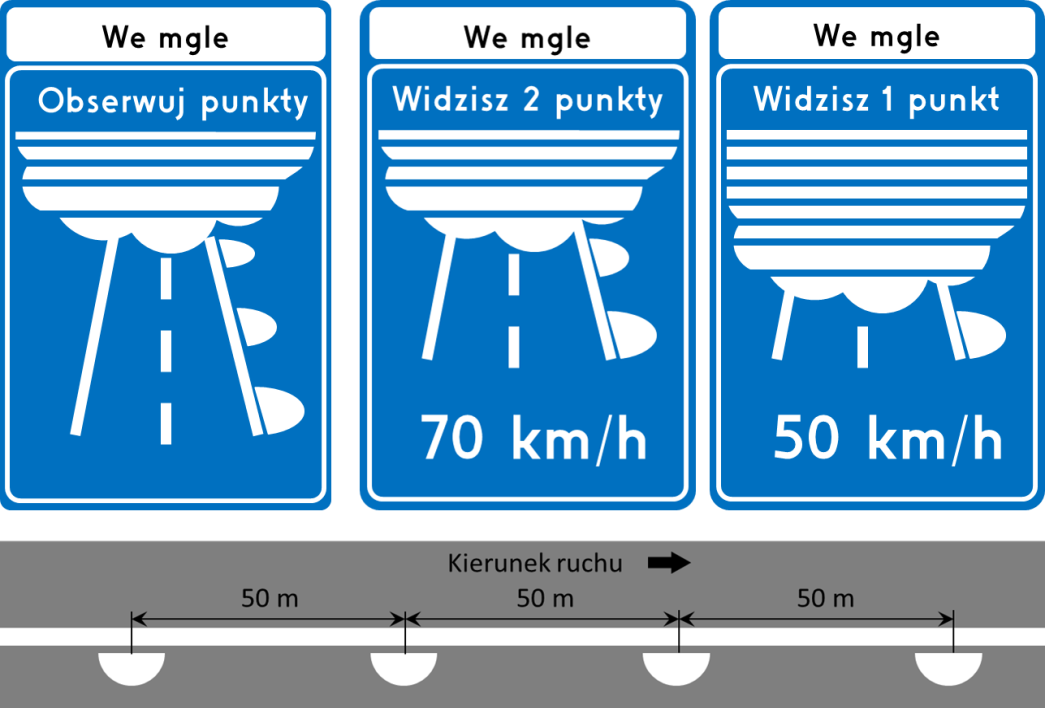 We mgle
Obserwuj punkty
We mgle
Widzisz 2 punkty
70 km/h
We mgle
Widzisz 1 punkt
50 km/h
Kierunek ruchu
50 m
50 m
50 m